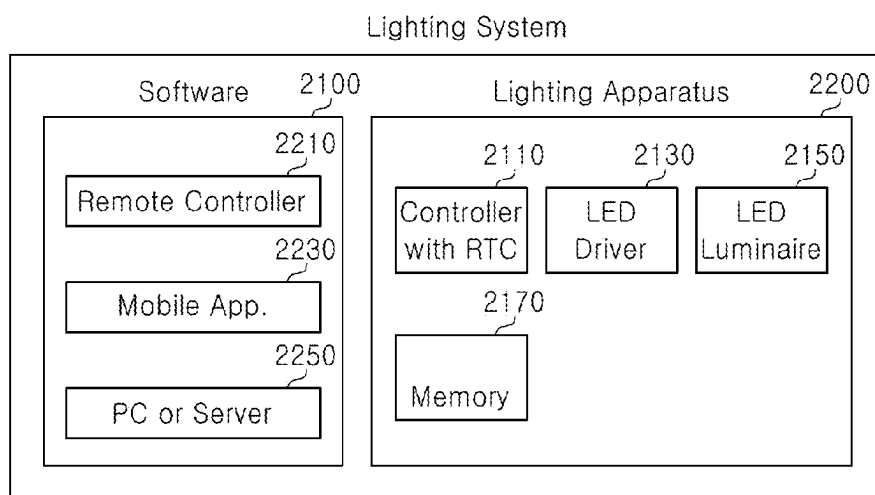 Lighting System
Software
2100
2210
Remote Controller
2230
Mobile App.
2250
PC or Server
Lighting Apparatus
2200
2110
Controller
with RTC
2130
LED
Driver
2150
LED
Luminaire
2170
Memory